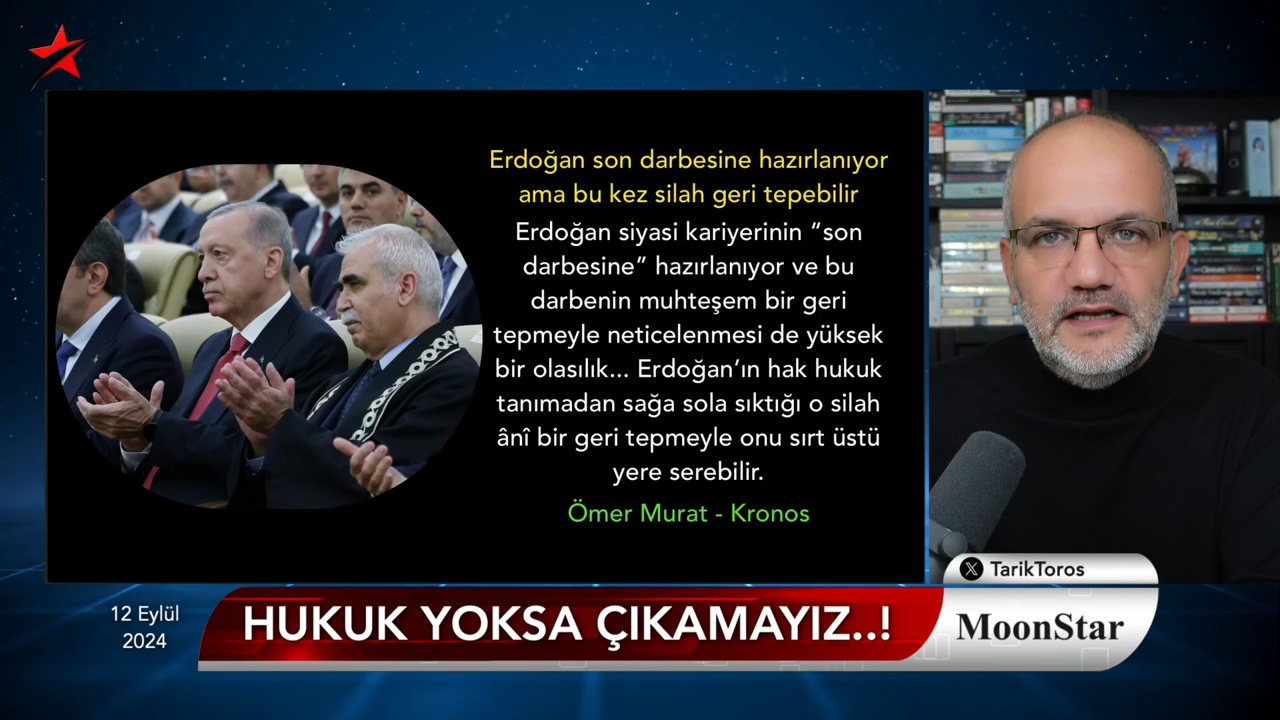 Erdoğan son darbesine hazırlanıyor
ama bu kez silah geri tepebilir
Erdoğan siyasi kariyerinin “son
darbesine” hazırlanıyor ve bu
darbenin muhteşem bir geri
tepmeyle neticelenmesi de yüksek
bir olasılık... Erdoğan’ın hak hukuk
tanımadan sağa sola sıktığı o silah
ânî bir geri tepmeyle onu sırt üstü
yere serebilir.
Ömer Murat - Kronos
TarikToros
12 Eylül
2024
HUKUK YOKSA ÇIKAMAYIZ..!
MoonStar